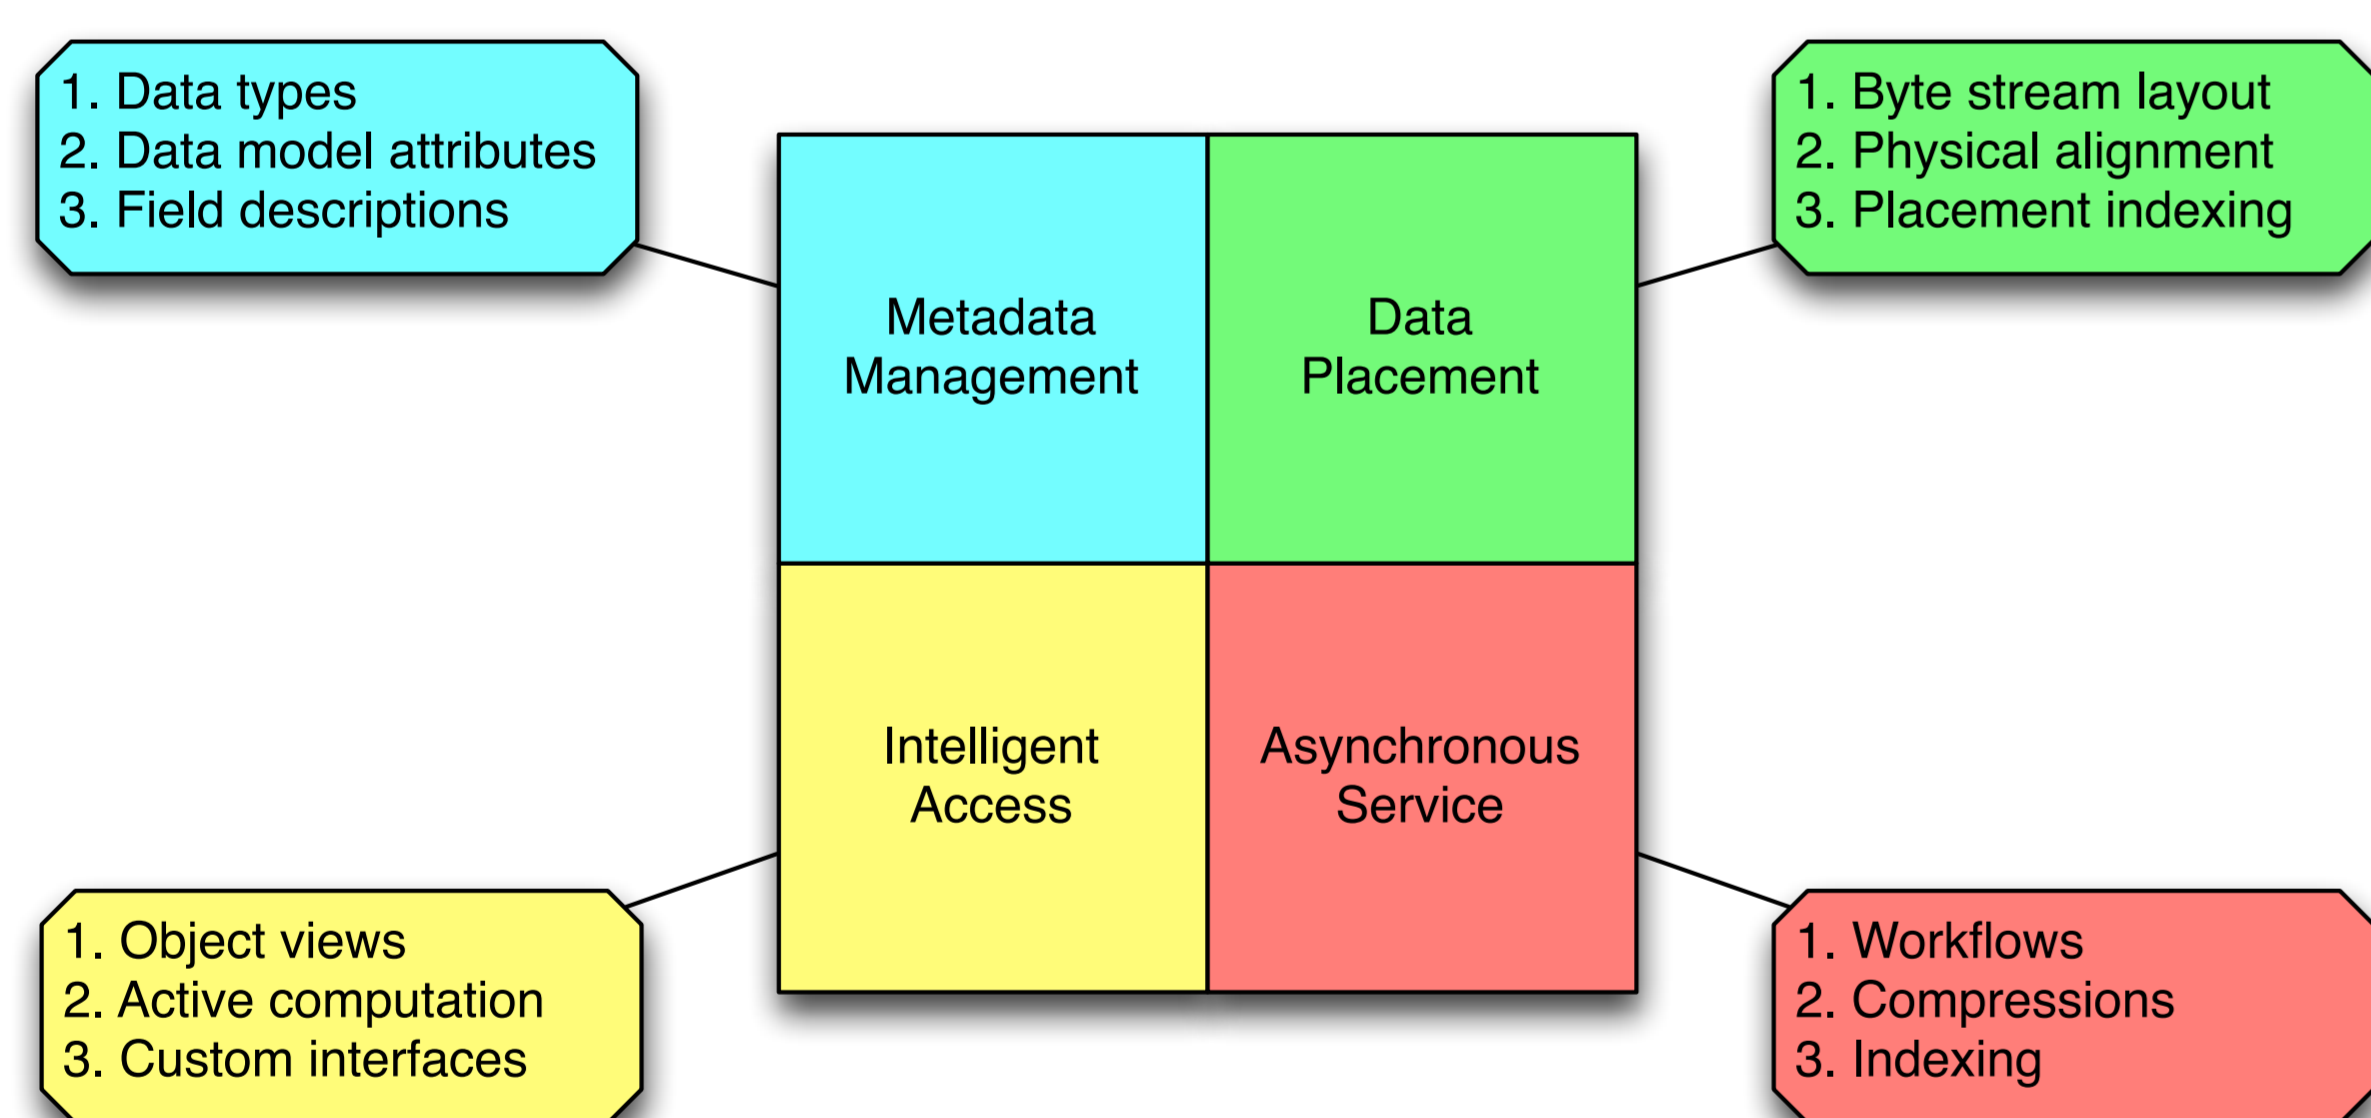 1. Data types
2. Data model attributes
3. Field descriptions
1. Byte stream layout
2. Physical alignment
3. Placement indexing
Metadata
Management
Data
Placement
Intelligent
Access
Asynchronous
Service
1. Object views
2. Active computation
3. Custom interfaces
1. Workflows
2. Compressions
3. Indexing